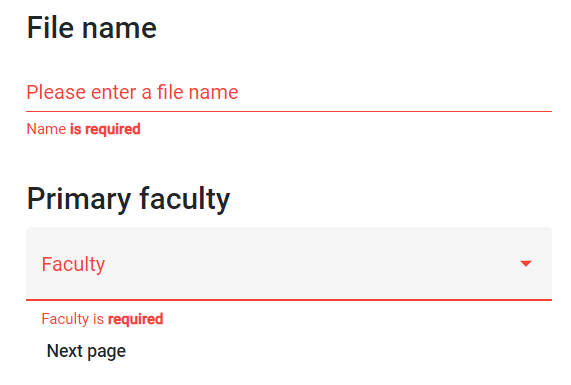 File name
Please enter a file name
Name is required
Primary faculty
Faculty
Faculty is required
Next page